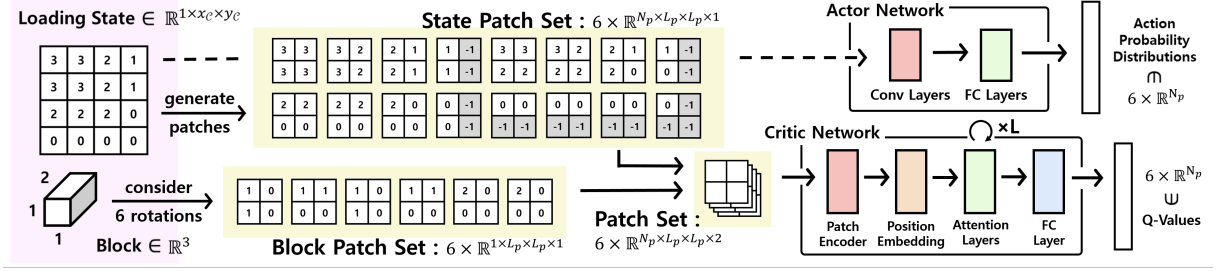 Loading State ∈ ℝ^{1×x_𝒞×y_𝒞}
3 3 2 1
3 3 2 1
2 2 2 0
0 0 0 0
generate
patches
State Patch Set : 6 × ℝ^{N_p×L_p×L_p×1}
3 3 3 2 2 1 1 -1 3 3 3 2 2 1 1 -1
3 3 3 2 2 1 1 -1 2 2 2 2 2 0 0 -1
2 2 2 2 2 0 0 -1 0 0 0 0 0 0 0 -1
0 0 0 0 0 0 0 -1 -1 -1 -1 -1 -1 -1 -1 -1
2
1
1
Block ∈ ℝ^3
consider
6 rotations
1 0 1 1 1 0 1 1 2 0 2 0
1 0 0 0 1 0 0 0 0 0 0 0
Block Patch Set : 6 × ℝ^{1×L_p×L_p×1}
Patch Set :
6 × ℝ^{N_p×L_p×L_p×2}
Actor Network
Conv Layers
FC Layers
Action
Probability
Distributions
∈
6 × ℝ^{N_p}
Critic Network
×L
Patch
Encoder
Position
Embedding
Attention
Layers
FC
Layer
6 × ℝ^{N_p}
∈
Q-Values